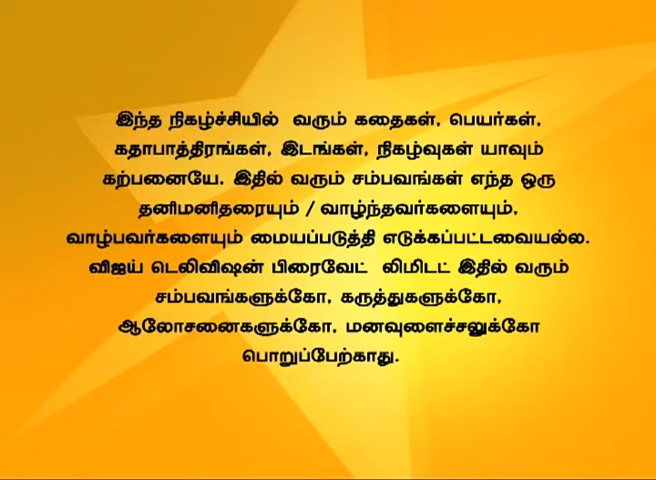 இந்த நிகழ்ச்சியில் வரும் கதைகள், பெயர்கள்,
கதாபாத்திரங்கள், இடங்கள், நிகழ்வுகள் யாவும்
கற்பனையே. இதில் வரும் சம்பவங்கள் எந்த ஒரு
தனிமனிதரையும் / வாழ்ந்தவர்களையும்,
வாழ்பவர்களையும் மையப்படுத்தி எடுக்கப்பட்டவையல்ல.
விஜய் டெலிவிஷன் பிரைவேட் லிமிடட் இதில் வரும்
சம்பவங்களுக்கோ, கருத்துகளுக்கோ,
ஆலோசனைகளுக்கோ, மனவுளைச்சலுக்கோ
பொறுப்பேற்காது.